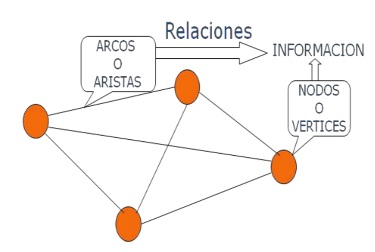 Relaciones
ARCOS
O
ARISTAS
INFORMACION
NODOS
O
VERTICES